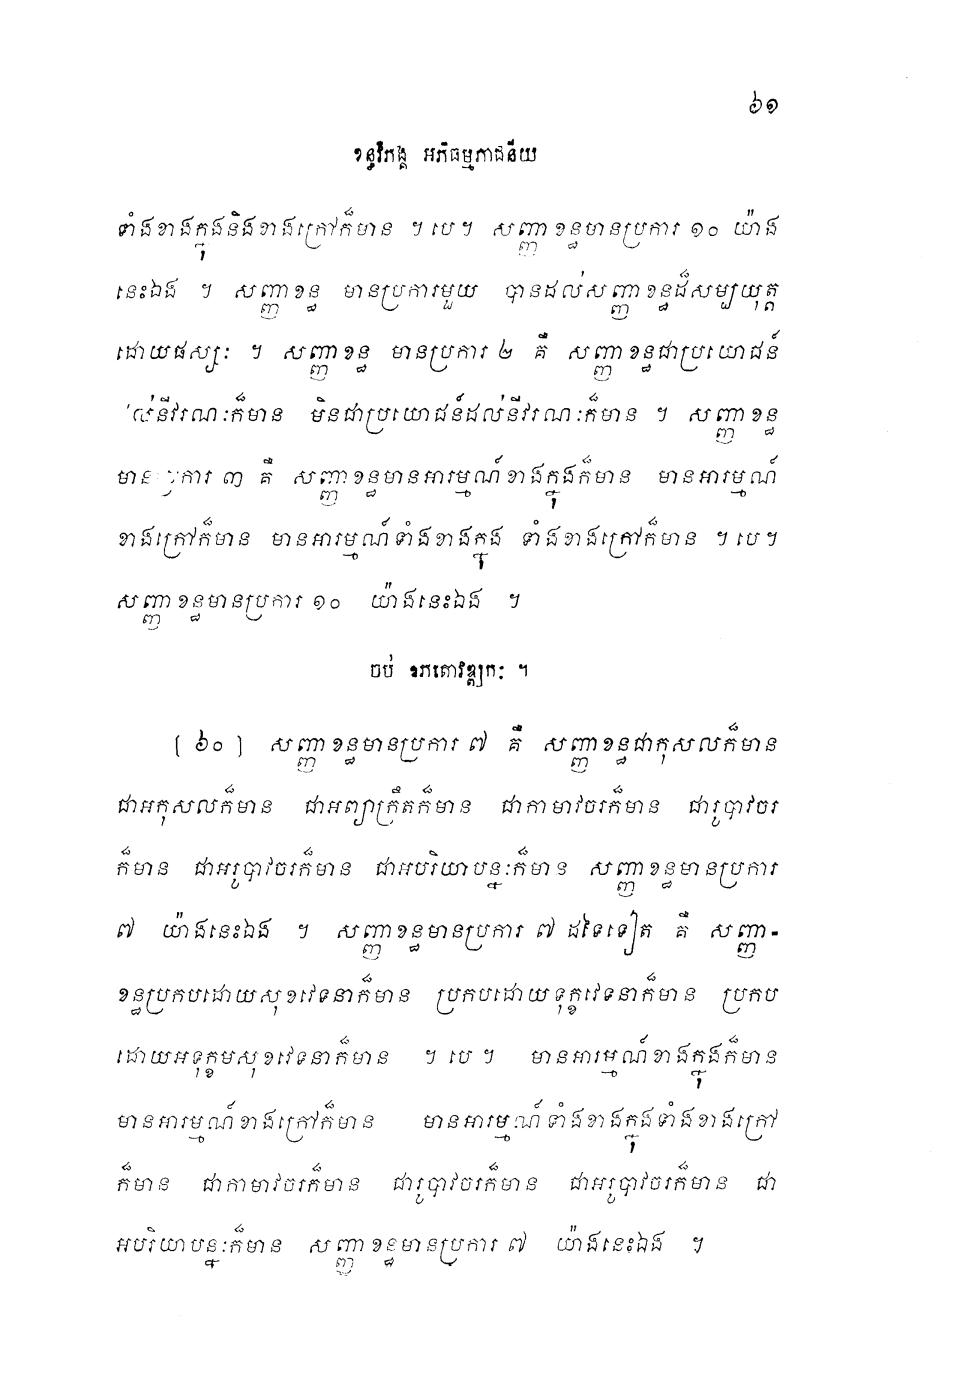 ៦១
ខន្ធវិភង្គ អភិធម្មភាជនីយ
ទាំងខាងក្នុងនិងខាងក្រៅក៏មាន ។ បេ។ សញ្ញាខន្ធមានប្រការ ១០ យ៉ាង
នេះឯង ។ សញ្ញាខន្ធ មានប្រការមួយ បានដល់សញ្ញាខន្ធដ៏សម្បយុត្ត
ដោយផស្សៈ ។ សញ្ញាខន្ធ មានប្រការ ២ គឺ សញ្ញាខន្ធជាប្រយោជន៍
ដល់នីវរណៈក៏មាន មិនជាប្រយោជន៍ដល់នីវរណៈក៏មាន ។ សញ្ញាខន្ធ
មានប្រការ ៣ គឺ សញ្ញាខន្ធមានអារម្មណ៍ខាងក្នុងក៏មាន មានអារម្មណ៍
ខាងក្រៅក៏មាន មានអារម្មណ៍ទាំងខាងក្នុង ទាំងខាងក្រៅក៏មាន ។ បេ។
សញ្ញាខន្ធមានប្រការ ១០ យ៉ាងនេះឯង ។
ចប់ ឧភតោវឌ្ឍកៈ ។
[ ៦០ ] សញ្ញាខន្ធមានប្រការ ៧ គឺ សញ្ញាខន្ធជាកុសលក៏មាន
ជាអកុសលក៏មាន ជាអព្យាក្រឹតក៏មាន ជាកាមាវចរក៏មាន ជារូបាវចរ
ក៏មាន ជាអរូបាវចរក៏មាន ជាអបរិយាបន្នៈក៏មាន សញ្ញាខន្ធមានប្រការ
៧ យ៉ាងនេះឯង ។ សញ្ញាខន្ធមានប្រការ ៧ ដទៃទៀត គឺ សញ្ញា-
ខន្ធប្រកបដោយសុខវេទនាក៏មាន ប្រកបដោយទុក្ខវេទនាក៏មាន ប្រកប
ដោយអទុក្ខមសុខវេទនាក៏មាន ។ បេ ។ មានអារម្មណ៍ខាងក្នុងក៏មាន
មានអារម្មណ៍ខាងក្រៅក៏មាន មានអារម្មណ៍ទាំងខាងក្នុងទាំងខាងក្រៅ
ក៏មាន ជាកាមាវចរក៏មាន ជារូបាវចរក៏មាន ជាអរូបាវចរក៏មាន ជា
អបរិយាបន្នៈក៏មាន សញ្ញាខន្ធមានប្រការ ៧ យ៉ាងនេះឯង ។